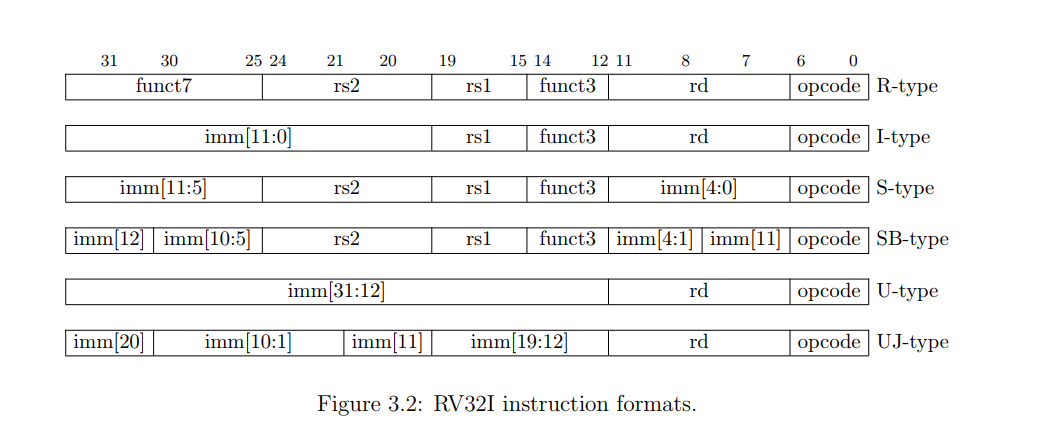 31 30 25 24 21 20 19 15 14 12 11 8 7 6 0
funct7 rs2 rs1 funct3 rd opcode R-type
imm[11:0] rs1 funct3 rd opcode I-type
imm[11:5] rs2 rs1 funct3 imm[4:0] opcode S-type
imm[12] imm[10:5] rs2 rs1 funct3 imm[4:1] imm[11] opcode SB-type
imm[31:12] rd opcode U-type
imm[20] imm[10:1] imm[11] imm[19:12] rd opcode UJ-type
Figure 3.2: RV32I instruction formats.